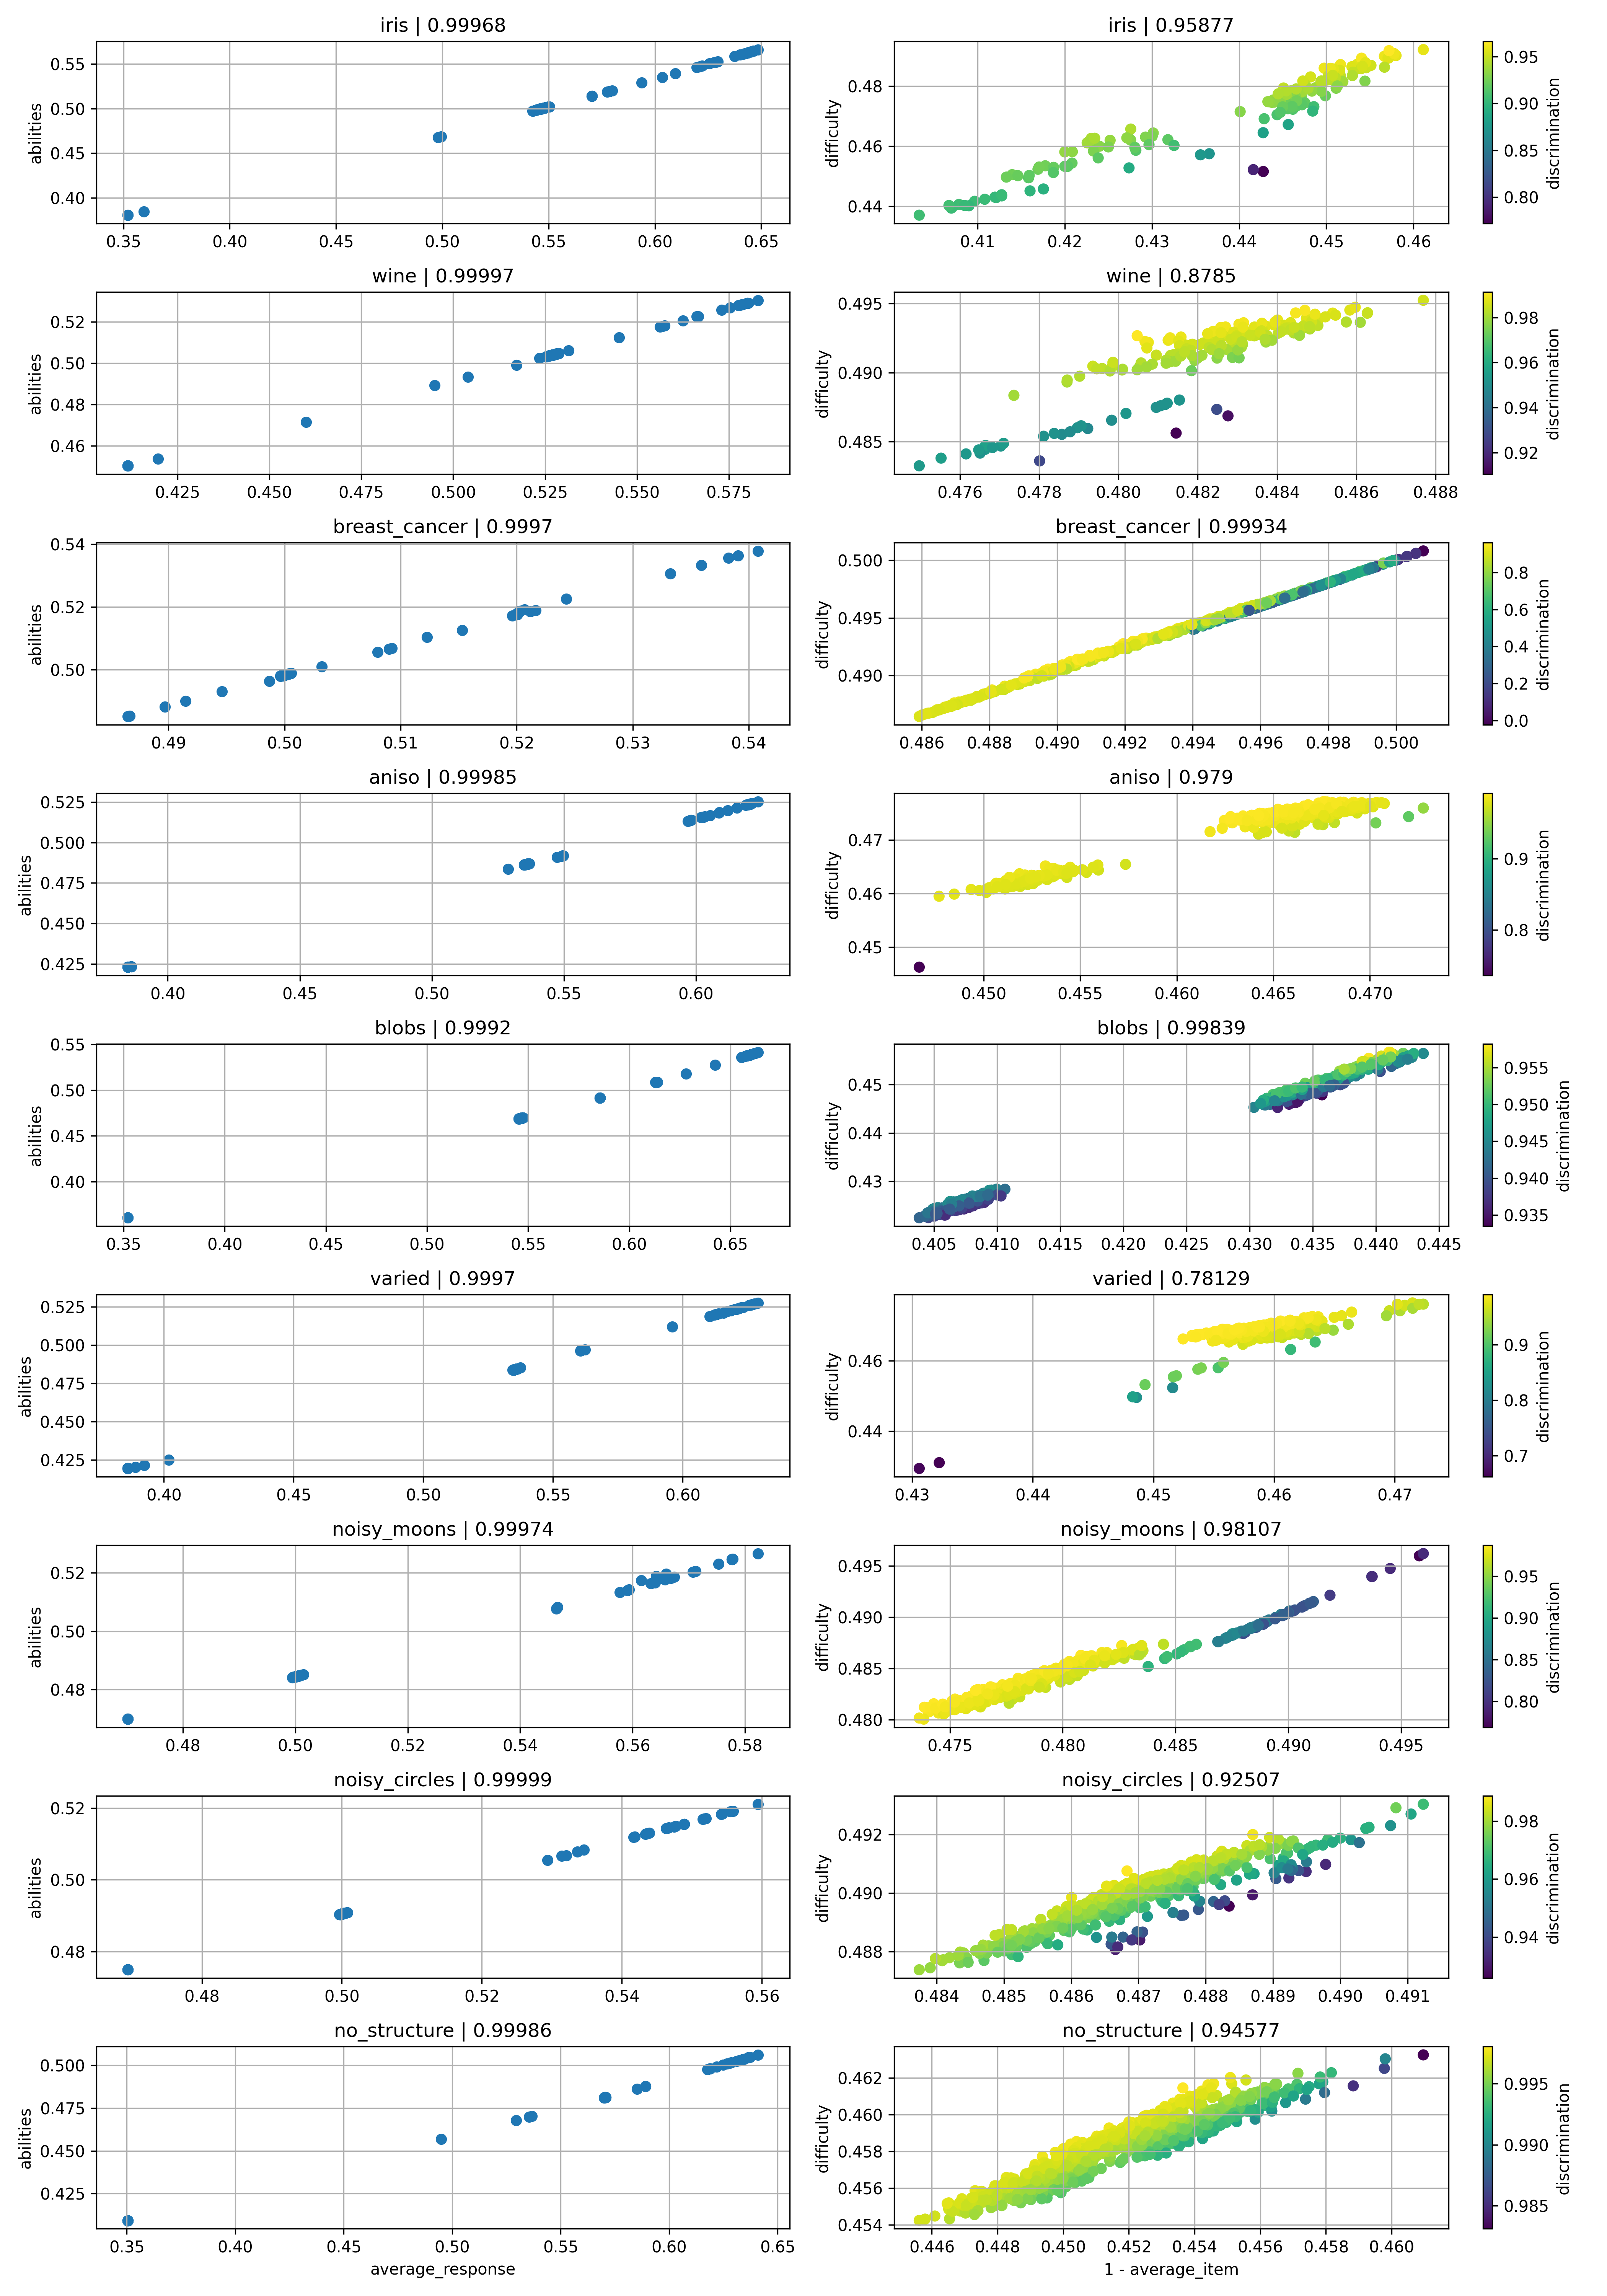 iris | 0.99968
abilities
0.55
0.50
0.45
0.40
0.35 0.40 0.45 0.50 0.55 0.60 0.65
iris | 0.95877
difficulty
0.48
0.46
0.44
0.41 0.42 0.43 0.44 0.45 0.46
0.95
0.90
0.85
0.80
discrimination
wine | 0.99997
abilities
0.52
0.50
0.48
0.46
0.425 0.450 0.475 0.500 0.525 0.550 0.575
wine | 0.8785
difficulty
0.495
0.490
0.485
0.476 0.478 0.480 0.482 0.484 0.486 0.488
0.98
0.96
0.94
0.92
discrimination
breast_cancer | 0.9997
abilities
0.54
0.52
0.50
0.49 0.50 0.51 0.52 0.53 0.54
breast_cancer | 0.99934
difficulty
0.500
0.495
0.490
0.486 0.488 0.490 0.492 0.494 0.496 0.498 0.500
0.8
0.6
0.4
0.2
0.0
discrimination
aniso | 0.99985
abilities
0.525
0.500
0.475
0.450
0.425
0.40 0.45 0.50 0.55 0.60
aniso | 0.979
difficulty
0.47
0.46
0.45
0.450 0.455 0.460 0.465 0.470
0.9
0.8
discrimination
blobs | 0.9992
abilities
0.55
0.50
0.45
0.40
0.35 0.40 0.45 0.50 0.55 0.60 0.65
blobs | 0.99839
difficulty
0.45
0.44
0.43
0.405 0.410 0.415 0.420 0.425 0.430 0.435 0.440 0.445
0.955
0.950
0.945
0.940
0.935
discrimination
varied | 0.9997
abilities
0.525
0.500
0.475
0.450
0.425
0.40 0.45 0.50 0.55 0.60
varied | 0.78129
difficulty
0.46
0.44
0.43 0.44 0.45 0.46 0.47
0.9
0.8
0.7
discrimination
noisy_moons | 0.99974
abilities
0.52
0.50
0.48
0.48 0.50 0.52 0.54 0.56 0.58
noisy_moons | 0.98107
difficulty
0.495
0.490
0.485
0.480
0.475 0.480 0.485 0.490 0.495
0.95
0.90
0.85
0.80
discrimination
noisy_circles | 0.99999
abilities
0.52
0.50
0.48
0.48 0.50 0.52 0.54 0.56
noisy_circles | 0.92507
difficulty
0.492
0.490
0.488
0.484 0.485 0.486 0.487 0.488 0.489 0.490 0.491
0.98
0.96
0.94
discrimination
no_structure | 0.99986
abilities
0.500
0.475
0.450
0.425
0.35 0.40 0.45 0.50 0.55 0.60 0.65
average_response
no_structure | 0.94577
difficulty
0.462
0.460
0.458
0.456
0.454
0.446 0.448 0.450 0.452 0.454 0.456 0.458 0.460
1 - average_item
0.995
0.990
0.985
discrimination